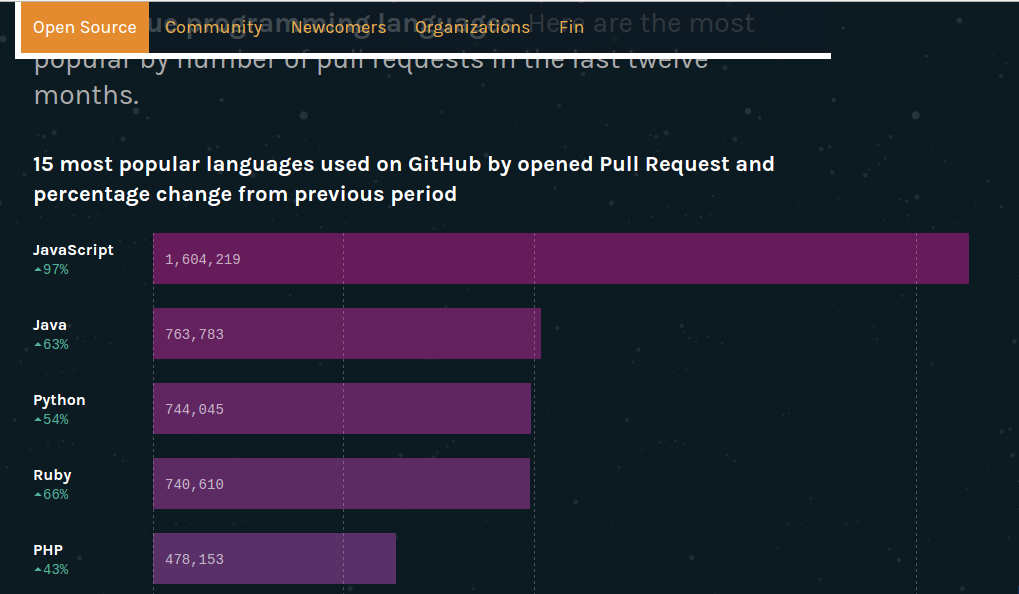 Open Source Community Newcomers Organizations Fin
ue programming languages. Here are the most
popular by number of pull requests in the last twelve
months.
15 most popular languages used on GitHub by opened Pull Request and
percentage change from previous period
JavaScript
97%
1,604,219
Java
63%
763,783
Python
54%
744,045
Ruby
66%
740,610
PHP
43%
478,153